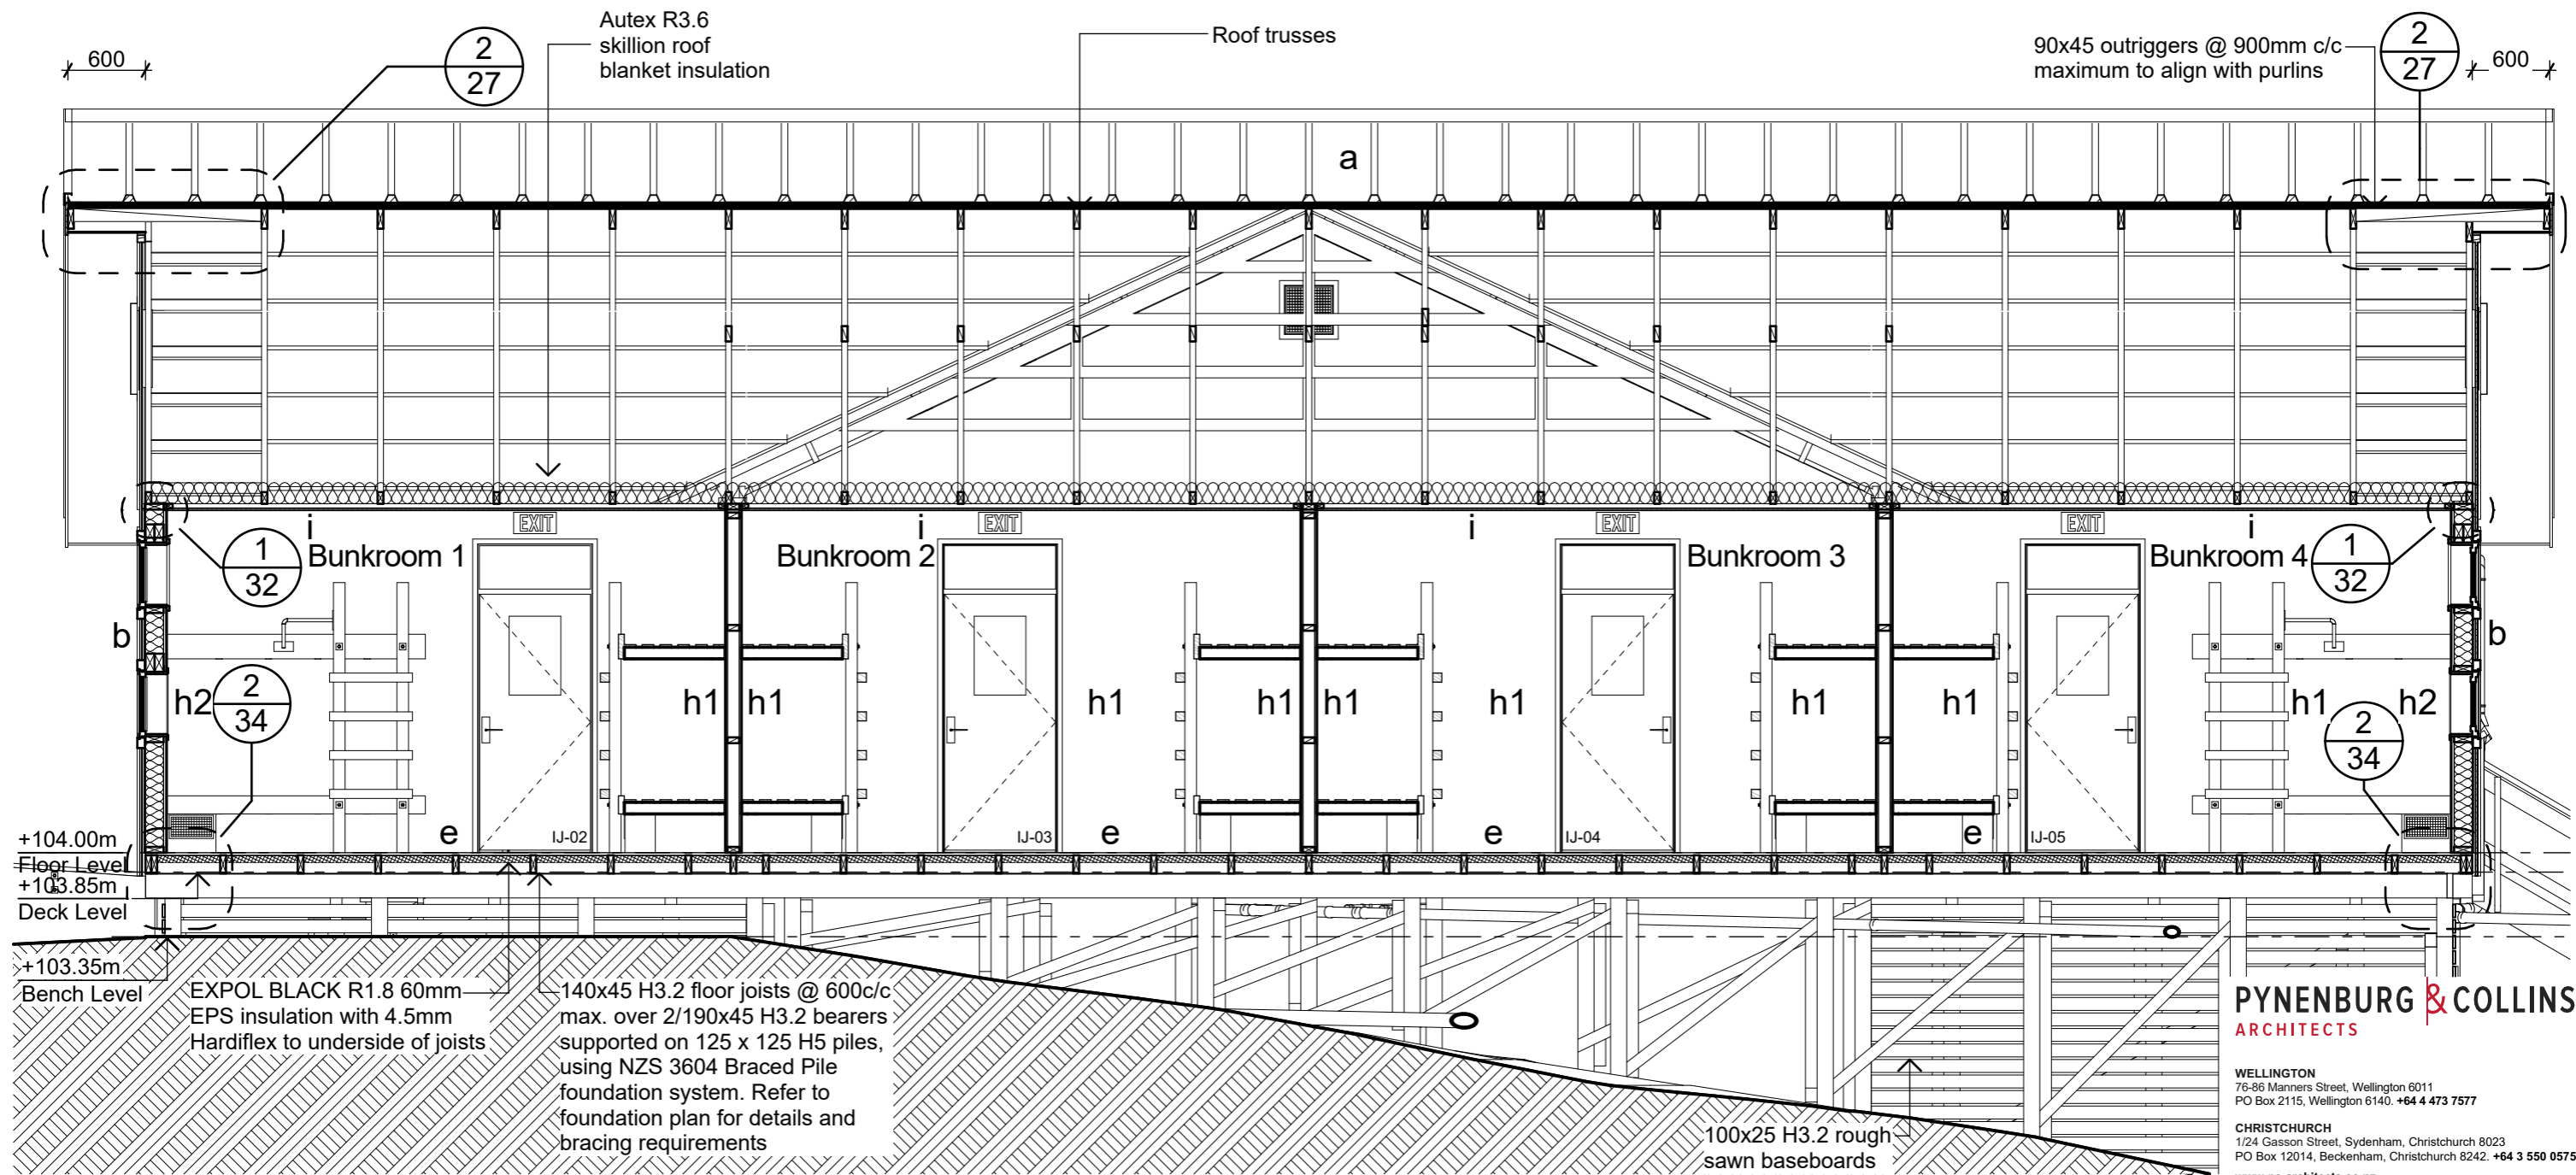 600
2
27
Autex R3.6
skillion roof
blanket insulation
Roof trusses
90x45 outriggers @ 900mm c/c
maximum to align with purlins
2
27
600
a
i
EXIT
i
EXIT
i
EXIT
EXIT
i
1
32
Bunkroom 1
Bunkroom 2
Bunkroom 3
Bunkroom 4
1
32
b
b
h2
2
34
h1
h1
h1
h1
h1
h1
h1
h1
h1
h2
2
34
e
IJ-02
IJ-03
e
e
IJ-04
e
IJ-05
+104.00m
Floor Level
+103.85m
Deck Level
+103.35m
Bench Level
EXPOL BLACK R1.8 60mm
EPS insulation with 4.5mm
Hardiflex to underside of joists
140x45 H3.2 floor joists @ 600c/c
max. over 2/190x45 H3.2 bearers
supported on 125 x 125 H5 piles,
using NZS 3604 Braced Pile
foundation system. Refer to
foundation plan for details and
bracing requirements
100x25 H3.2 rough
sawn baseboards
PYNENBURG & COLLINS
ARCHITECTS
WELLINGTON
76-86 Manners Street, Wellington 6011
PO Box 2115, Wellington 6140. +64 4 473 7577
CHRISTCHURCH
1/24 Gasson Street, Sydenham, Christchurch 8023
PO Box 12014, Beckenham, Christchurch 8242. +64 3 550 057